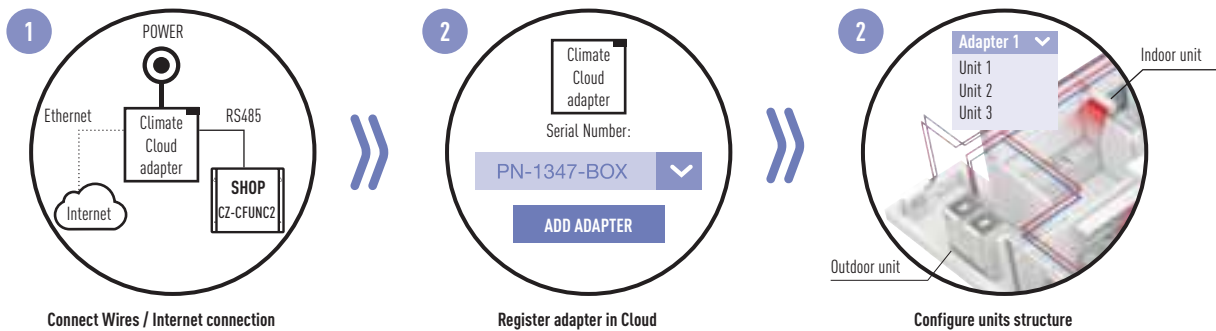 1
POWER
Ethernet
RS485
Climate
Cloud
adapter
Internet
SHOP
CZ-CFUNC2
Connect Wires / Internet connection
2
Climate
Cloud
adapter
Serial Number:
PN-1347-BOX
ADD ADAPTER
Register adapter in Cloud
2
Adapter 1
Unit 1
Unit 2
Unit 3
Indoor unit
Outdoor unit
Configure units structure